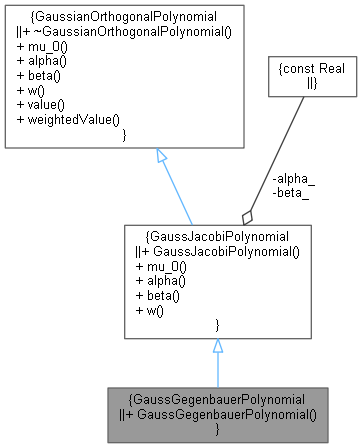 {GaussianOrthogonalPolynomial
||+ ~GaussianOrthogonalPolynomial()
+ mu_0()
+ alpha()
+ beta()
+ w()
+ value()
+ weightedValue()
}
{const Real
||}
-alpha_
-beta_
{GaussJacobiPolynomial
||+ GaussJacobiPolynomial()
+ mu_0()
+ alpha()
+ beta()
+ w()
}
{GaussGegenbauerPolynomial
||+ GaussGegenbauerPolynomial()
}